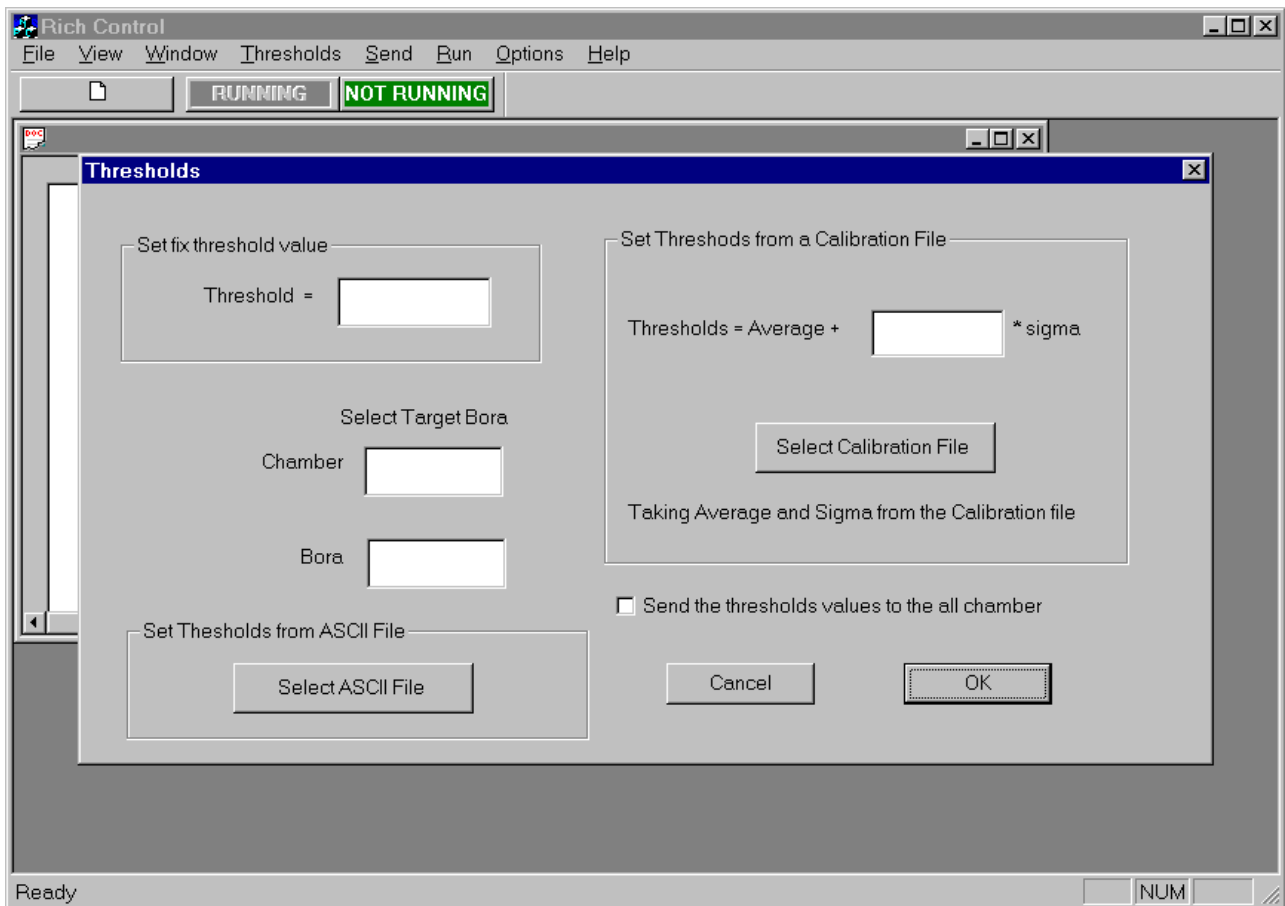 Rich Control
File View Window Thresholds Send Run Options Help
RUNNING NOT RUNNING
DOC
Thresholds
Set fix threshold value
Threshold =
Select Target Bora
Chamber
Bora
Set Thesholds from ASCII File
Select ASCII File
Set Threshods from a Calibration File
Thresholds = Average + * sigma
Select Calibration File
Taking Average and Sigma from the Calibration file
Send the thresholds values to the all chamber
Cancel OK
Ready NUM